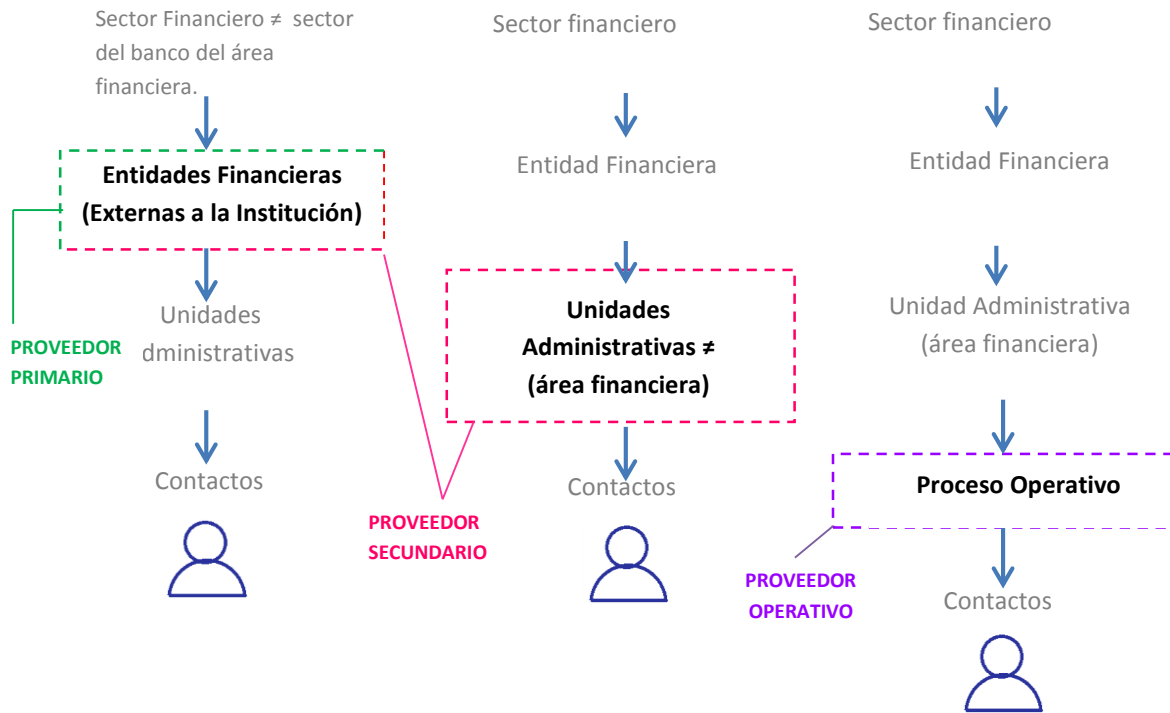 Sector Financiero ≠ sector
del banco del área
financiera.
Entidades Financieras
(Externas a la Institución)
PROVEEDOR
PRIMARIO
Unidades
dministrativas
Contactos
Sector financiero
Entidad Financiera
Unidades
Administrativas ≠
(área financiera)
PROVEEDOR
SECUNDARIO
Contactos
Sector financiero
Entidad Financiera
Unidad Administrativa
(área financiera)
Proceso Operativo
PROVEEDOR
OPERATIVO
Contactos